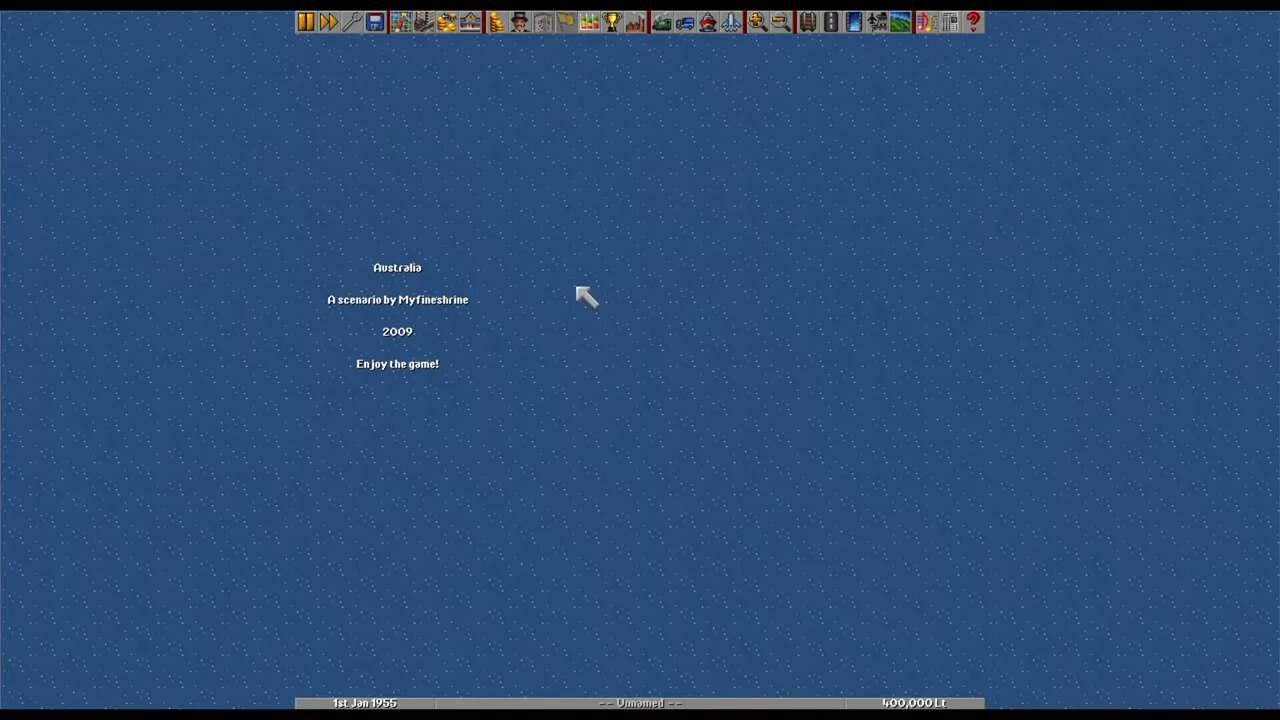 Australia
A scenario by Myfineshrine
2009
Enjoy the game!
1st Jan 1955
-- Unnamed --
400,000 Lt